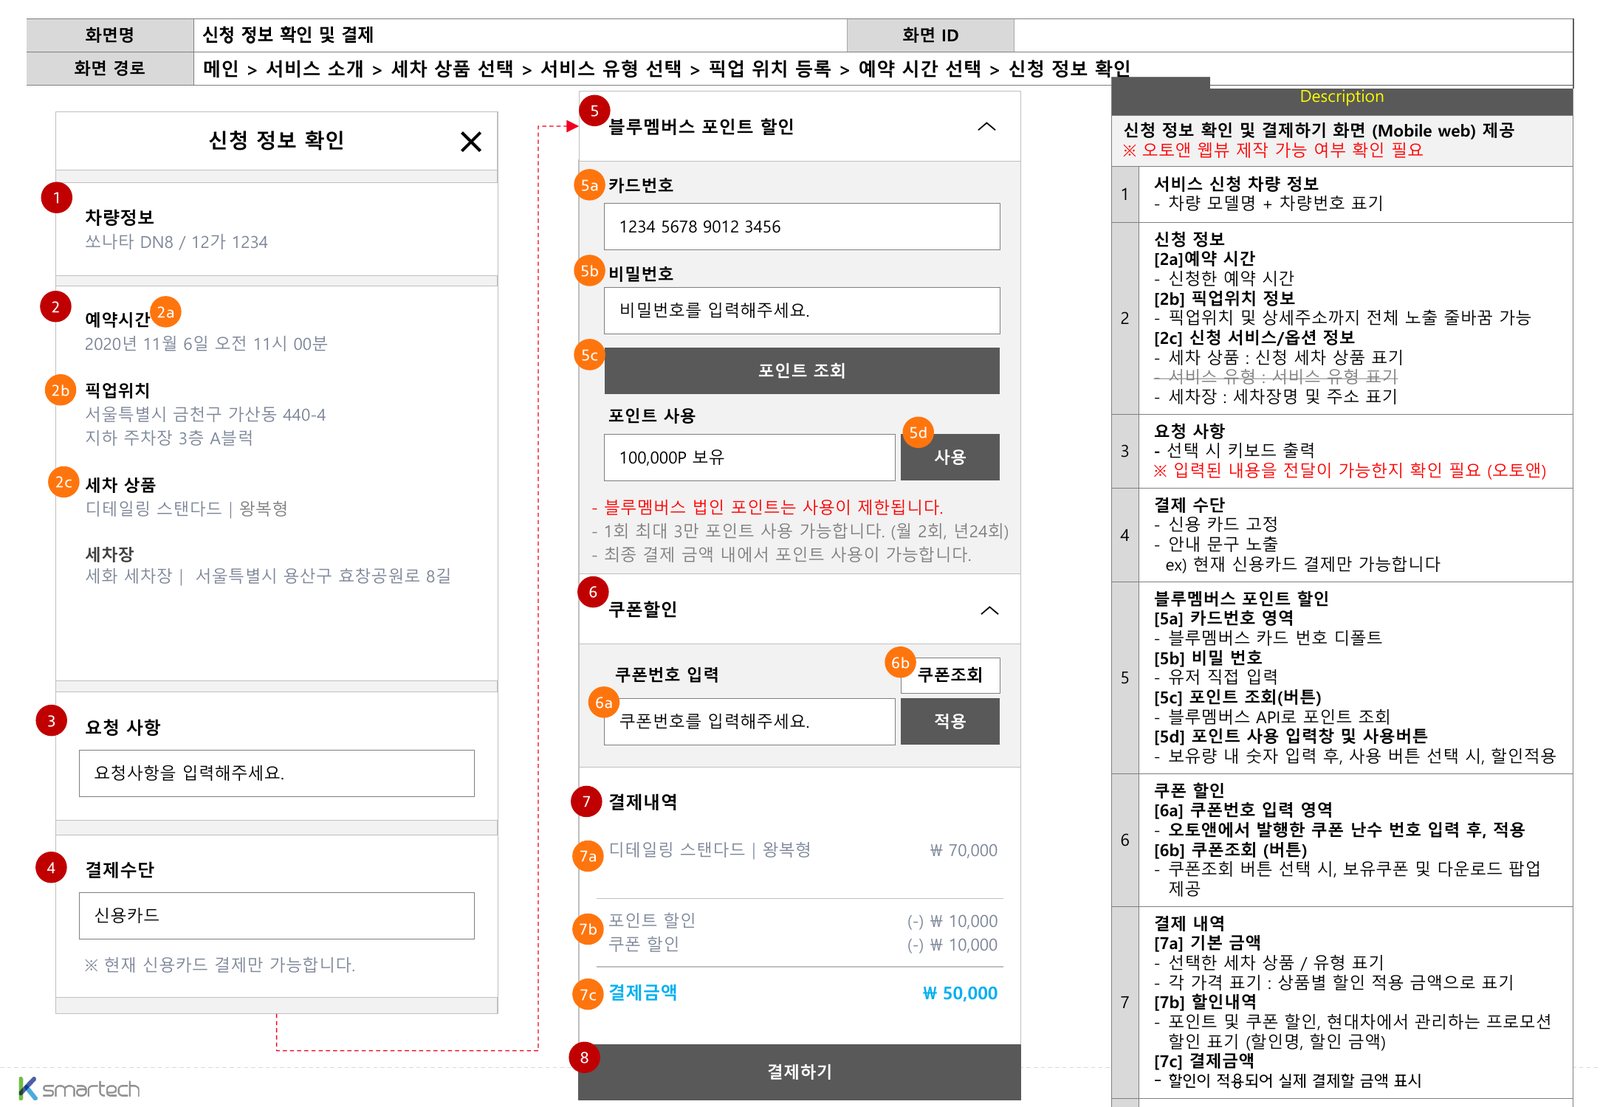 화면명
신청 정보 확인 및 결제
화면 ID
화면 경로
메인 > 서비스 소개 > 세차 상품 선택 > 서비스 유형 선택 > 픽업 위치 등록 > 예약 시간 선택 > 신청 정보 확인
신청 정보 확인
1
차량정보
쏘나타 DN8 / 12가 1234
2
예약시간
2a
2020년 11월 6일 오전 11시 00분
2b
픽업위치
서울특별시 금천구 가산동 440-4
지하 주차장 3층 A블럭
2c
세차 상품
디테일링 스탠다드 | 왕복형
세차장
세화 세차장 | 서울특별시 용산구 효창공원로 8길
3
요청 사항
요청사항을 입력해주세요.
4
결제수단
신용카드
※ 현재 신용카드 결제만 가능합니다.
5
블루멤버스 포인트 할인
5a
카드번호
1234 5678 9012 3456
5b
비밀번호
비밀번호를 입력해주세요.
5c
포인트 조회
포인트 사용
5d
100,000P 보유
사용
- 블루멤버스 법인 포인트는 사용이 제한됩니다.
- 1회 최대 3만 포인트 사용 가능합니다. (월 2회, 년24회)
- 최종 결제 금액 내에서 포인트 사용이 가능합니다.
6
쿠폰할인
쿠폰번호 입력
6b
쿠폰조회
6a
쿠폰번호를 입력해주세요.
적용
7
결제내역
7a
디테일링 스탠다드 | 왕복형
₩ 70,000
7b
포인트 할인
(-) ₩ 10,000
쿠폰 할인
(-) ₩ 10,000
7c
결제금액
₩ 50,000
8
결제하기
Description
신청 정보 확인 및 결제하기 화면 (Mobile web) 제공
※ 오토앤 웹뷰 제작 가능 여부 확인 필요
1
서비스 신청 차량 정보
- 차량 모델명 + 차량번호 표기
2
신청 정보
[2a]예약 시간
- 신청한 예약 시간
[2b] 픽업위치 정보
- 픽업위치 및 상세주소까지 전체 노출 줄바꿈 가능
[2c] 신청 서비스/옵션 정보
- 세차 상품 : 신청 세차 상품 표기
- 서비스 유형 : 서비스 유형 표기
- 세차장 : 세차장명 및 주소 표기
3
요청 사항
- 선택 시 키보드 출력
※ 입력된 내용을 전달이 가능한지 확인 필요 (오토앤)
4
결제 수단
- 신용 카드 고정
- 안내 문구 노출
ex) 현재 신용카드 결제만 가능합니다
5
블루멤버스 포인트 할인
[5a] 카드번호 영역
- 블루멤버스 카드 번호 디폴트
[5b] 비밀 번호
- 유저 직접 입력
[5c] 포인트 조회(버튼)
- 블루멤버스 API로 포인트 조회
[5d] 포인트 사용 입력창 및 사용버튼
- 보유량 내 숫자 입력 후, 사용 버튼 선택 시, 할인적용
6
쿠폰 할인
[6a] 쿠폰번호 입력 영역
- 오토앤에서 발행한 쿠폰 난수 번호 입력 후, 적용
[6b] 쿠폰조회 (버튼)
- 쿠폰조회 버튼 선택 시, 보유쿠폰 및 다운로드 팝업
제공
7
결제 내역
[7a] 기본 금액
- 선택한 세차 상품 / 유형 표기
- 각 가격 표기 : 상품별 할인 적용 금액으로 표기
[7b] 할인내역
- 포인트 및 쿠폰 할인, 현대차에서 관리하는 프로모션
할인 표기 (할인명, 할인 금액)
[7c] 결제금액
- 할인이 적용되어 실제 결제할 금액 표시
K smartech